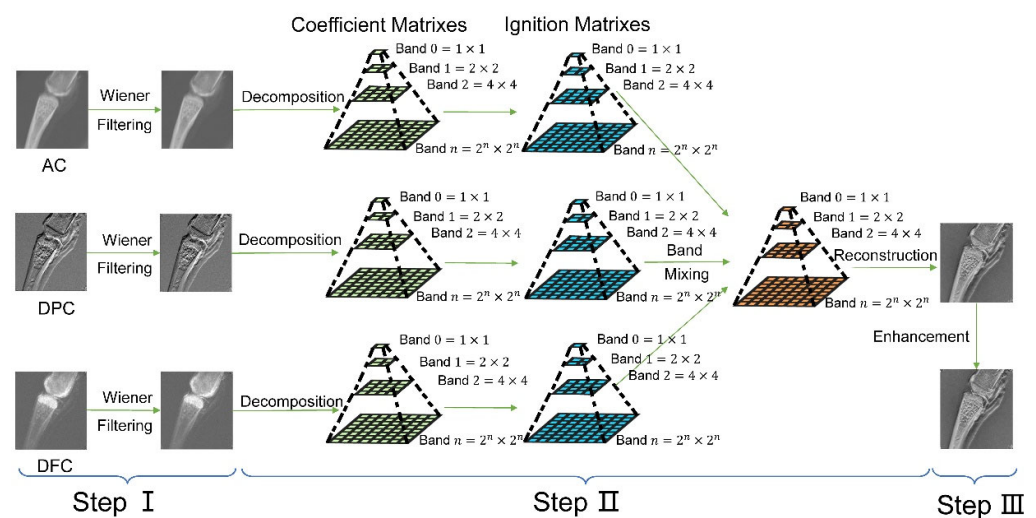 Coefficient Matrixes
Ignition Matrixes
Wiener
Filtering
AC
Decomposition
Band 0 = 1 × 1
Band 1 = 2 × 2
Band 2 = 4 × 4
Band n = 2ⁿ × 2ⁿ
Band 0 = 1 × 1
Band 1 = 2 × 2
Band 2 = 4 × 4
Band n = 2ⁿ × 2ⁿ
Wiener
Filtering
DPC
Decomposition
Band 0 = 1 × 1
Band 1 = 2 × 2
Band 2 = 4 × 4
Band n = 2ⁿ × 2ⁿ
Band 0 = 1 × 1
Band 1 = 2 × 2
Band 2 = 4 × 4
Band n = 2ⁿ × 2ⁿ
Band
Mixing
Band 0 = 1 × 1
Band 1 = 2 × 2
Band 2 = 4 × 4
Band n = 2ⁿ × 2ⁿ
Reconstruction
Enhancement
Wiener
Filtering
DFC
Decomposition
Band 0 = 1 × 1
Band 1 = 2 × 2
Band 2 = 4 × 4
Band n = 2ⁿ × 2ⁿ
Band 0 = 1 × 1
Band 1 = 2 × 2
Band 2 = 4 × 4
Band n = 2ⁿ × 2ⁿ
Step Ⅰ
Step Ⅱ
Step Ⅲ